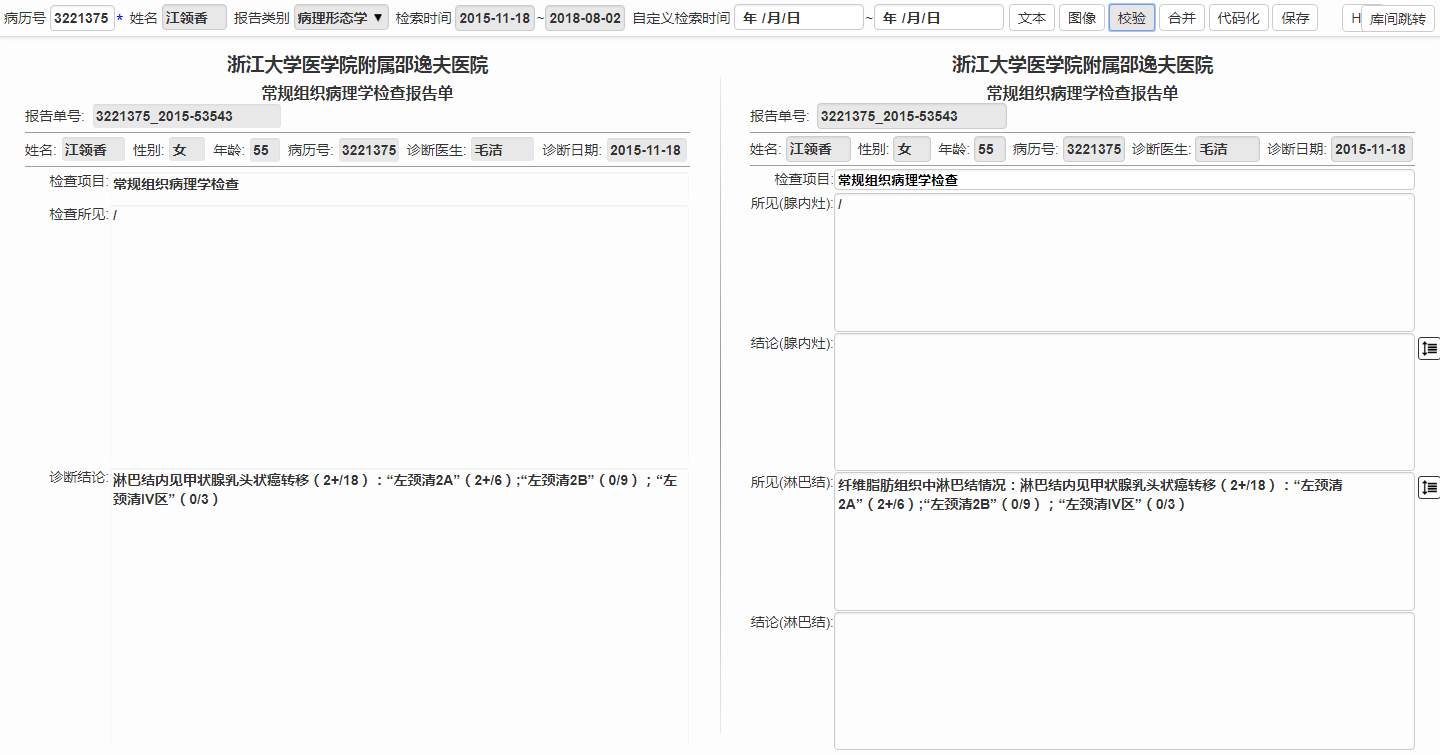 病历号 3221375 * 姓名 江领香 报告类别 病理形态学 ▼ 检索时间 2015-11-18 ~ 2018-08-02 自定义检索时间 年 /月/日 ~ 年 /月/日 文本 图像 校验 合并 代码化 保存 H 库间跳转
浙江大学医学院附属邵逸夫医院
常规组织病理学检查报告单
报告单号: 3221375_2015-53543
姓名: 江领香 性别: 女 年龄: 55 病历号: 3221375 诊断医生: 毛洁 诊断日期: 2015-11-18
检查项目: 常规组织病理学检查
检查所见: /
诊断结论: 淋巴结内见甲状腺乳头状癌转移（2+/18）：“左颈清2A”（2+/6）;“左颈清2B”（0/9）；“左
颈清IV区”（0/3）
浙江大学医学院附属邵逸夫医院
常规组织病理学检查报告单
报告单号: 3221375_2015-53543
姓名: 江领香 性别: 女 年龄: 55 病历号: 3221375 诊断医生: 毛洁 诊断日期: 2015-11-18
检查项目: 常规组织病理学检查
所见(腺内灶): /
结论(腺内灶):
所见(淋巴结): 纤维脂肪组织中淋巴结情况：淋巴结内见甲状腺乳头状癌转移（2+/18）：“左颈清
2A”（2+/6）;“左颈清2B”（0/9）；“左颈清IV区”（0/3）
结论(淋巴结):